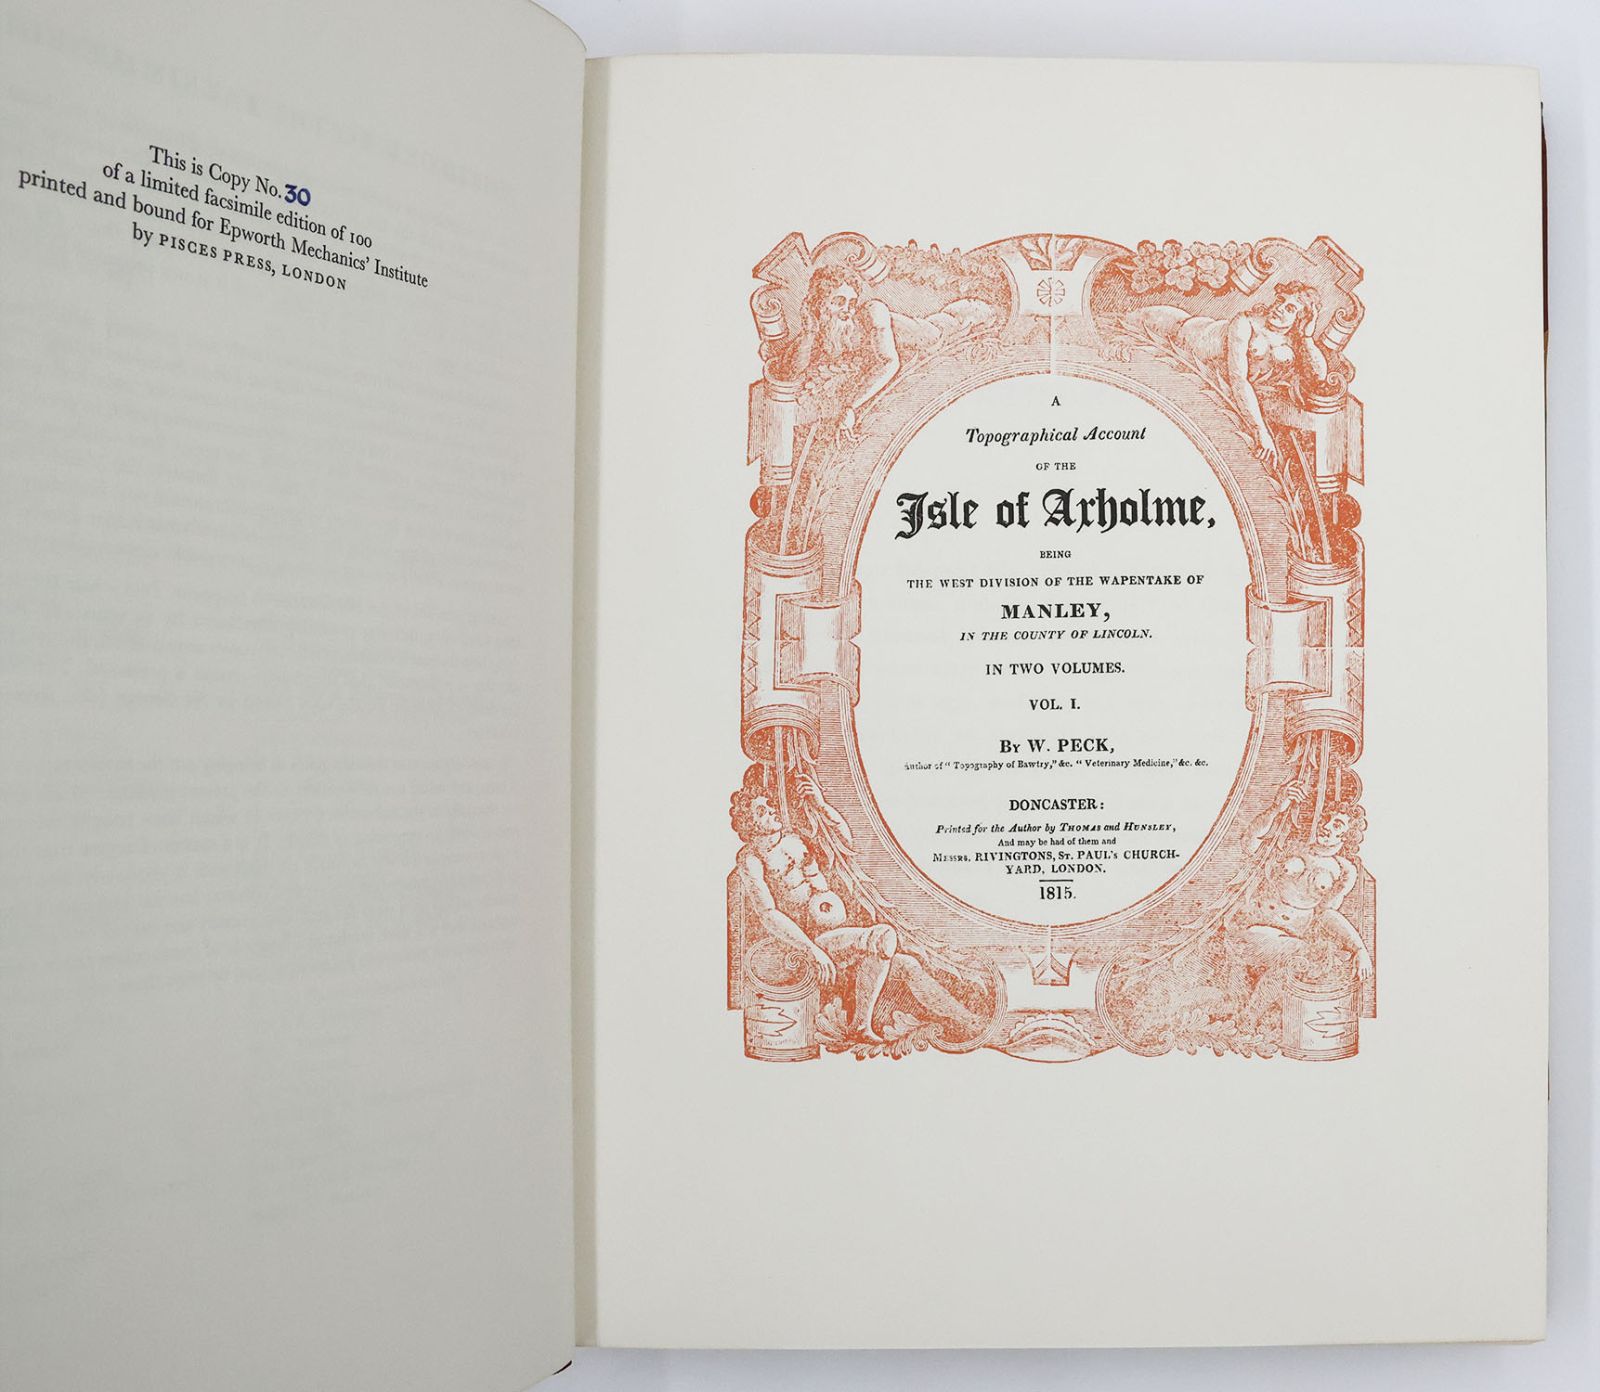 This is Copy No. 30
of a limited facsimile edition of 100
printed and bound for Epworth Mechanics' Institute
by PISCES PRESS, LONDON
A
Topographical Account
OF THE
Isle of Axholme,
BEING
THE WEST DIVISION OF THE WAPENTAKE OF
MANLEY,
IN THE COUNTY OF LINCOLN.
IN TWO VOLUMES.
VOL. I.
By W. PECK,
Author of "Topography of Bawtry," &c. "Veterinary Medicine," &c. &c.
DONCASTER:
Printed for the Author by THOMAS and HUNSLEY,
And may be had of them and
MESSRS. RIVINGTONS, ST. PAUL'S CHURCH-
YARD, LONDON.
1815.